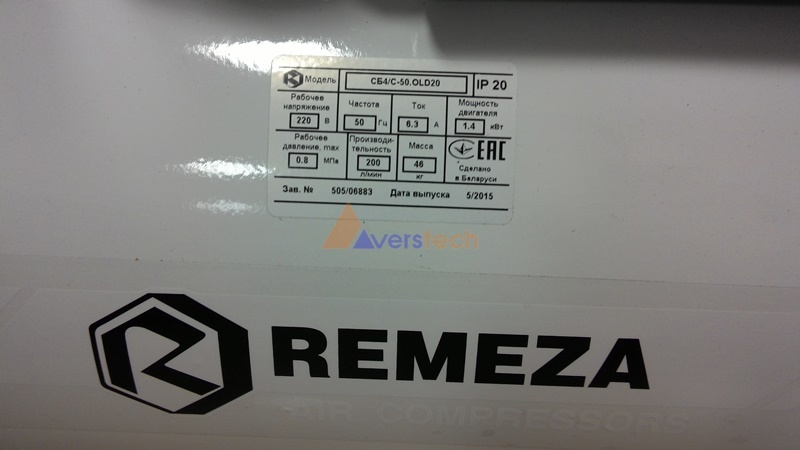 Модель СБ4/С-50.OLD20 IP 20
Рабочее напряжение 220 В
Частота 50 Гц
Ток 6.3 А
Мощность двигателя 1.4 кВт
Рабочее давление, max 0.8 МПа
Производи-
тельность 200 л/мин
Масса 46 кг
ЕАС
Сделано
в Беларуси
Зав. № 505/06883 Дата выпуска 5/2015
Averstech
REMEZA
AIR COMPRESSORS